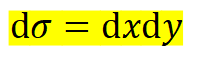 dσ = dxdy